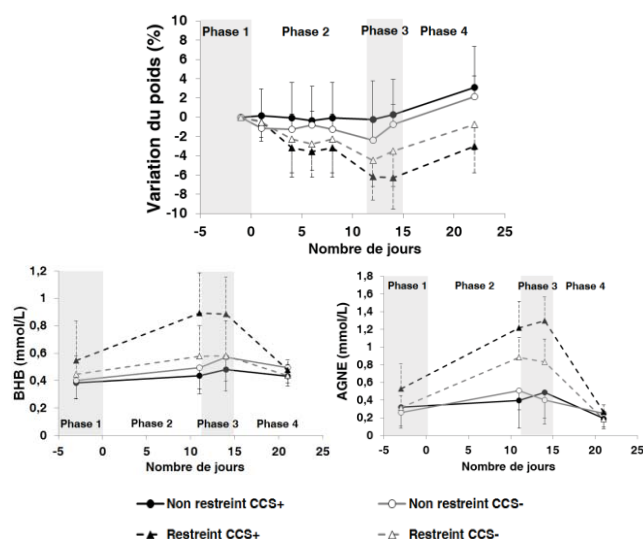 Phase 1 Phase 2 Phase 3 Phase 4
Variation du poids (%)
10
8
6
4
2
0
-2
-4
-6
-8
-10
-5 0 5 10 15 20 25
Nombre de jours
BHB (mmol/L)
1,2
1
0,8
0,6
0,4
0,2
0
Phase 1 Phase 2 Phase 3 Phase 4
-5 0 5 10 15 20 25
Nombre de jours
AGNE (mmol/L)
1,8
1,6
1,4
1,2
1
0,8
0,6
0,4
0,2
0
Phase 1 Phase 2 Phase 3 Phase 4
-5 0 5 10 15 20 25
Nombre de jours
Non restreint CCS+ Non restreint CCS-
Restreint CCS+ Restreint CCS-